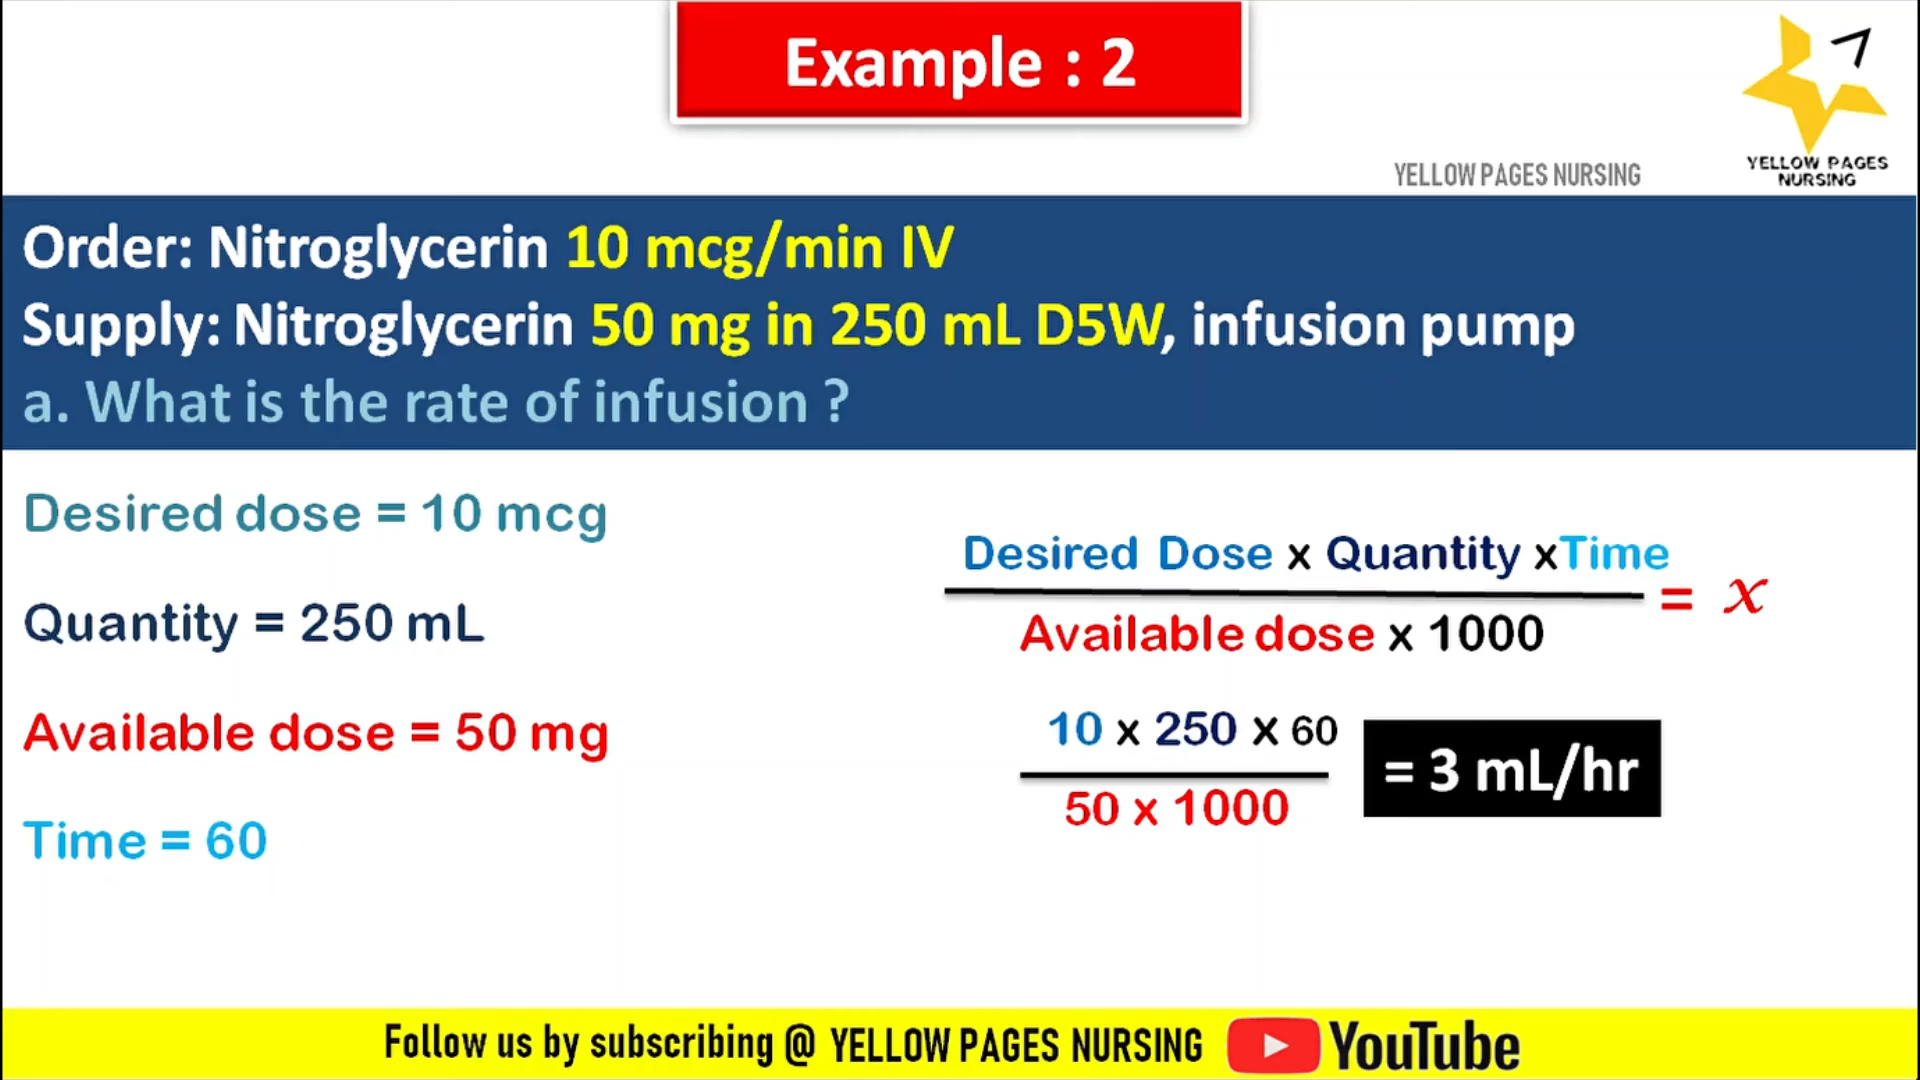 Example : 2
YELLOW PAGES NURSING
YELLOW PAGES
NURSING
Order: Nitroglycerin 10 mcg/min IV
Supply: Nitroglycerin 50 mg in 250 mL D5W, infusion pump
a. What is the rate of infusion ?
Desired dose = 10 mcg
Quantity = 250 mL
Available dose = 50 mg
Time = 60
Desired Dose x Quantity xTime
= x
Available dose x 1000
10 x 250 x 60
= 3 mL/hr
50 x 1000
Follow us by subscribing @ YELLOW PAGES NURSING YouTube